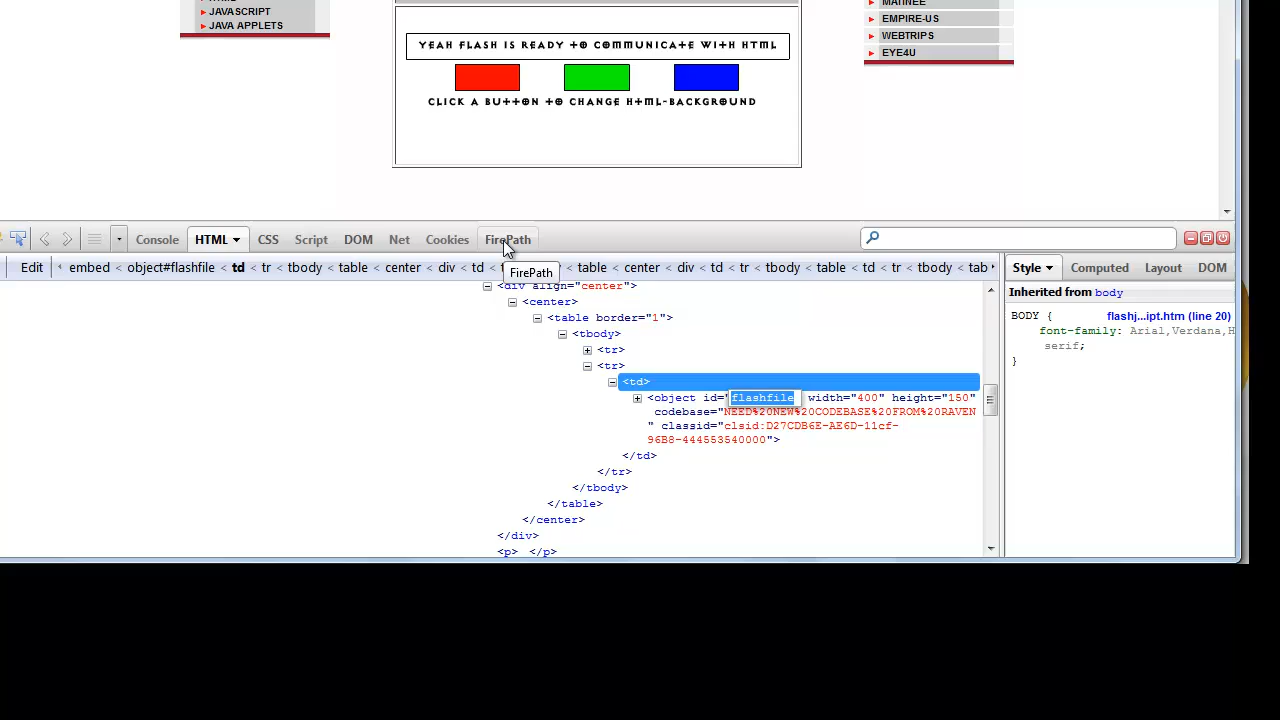 JAVASCRIPT
JAVA APPLETS
MATINEE
EMPIRE-US
WEBTRIPS
EYE4U
YEAH FLASH IS READY TO COMMUNICATE WITH HTML
CLICK A BUTTON TO CHANGE HTML-BACKGROUND
Console HTML CSS Script DOM Net Cookies FirePath
Edit embed < object#flashfile < td < tr < tbody < table < center < div < td < < table < center < div < td < tr < tbody < table < td < tr < tbody < tab
FirePath
Style Computed Layout DOM
Inherited from body
BODY { flashj...ipt.htm (line 20)
font-family: Arial,Verdana,H
serif;
}
<div align="center">
<center>
<table border="1">
<tbody>
<tr>
<tr>
<td>
<object id="flashfile" width="400" height="150"
codebase="NEED%20NEW%20CODEBASE%20FROM%20RAVEN
" classid="clsid:D27CDB6E-AE6D-11cf-
96B8-444553540000">
</td>
</tr>
</tbody>
</table>
</center>
</div>
<p> </p>